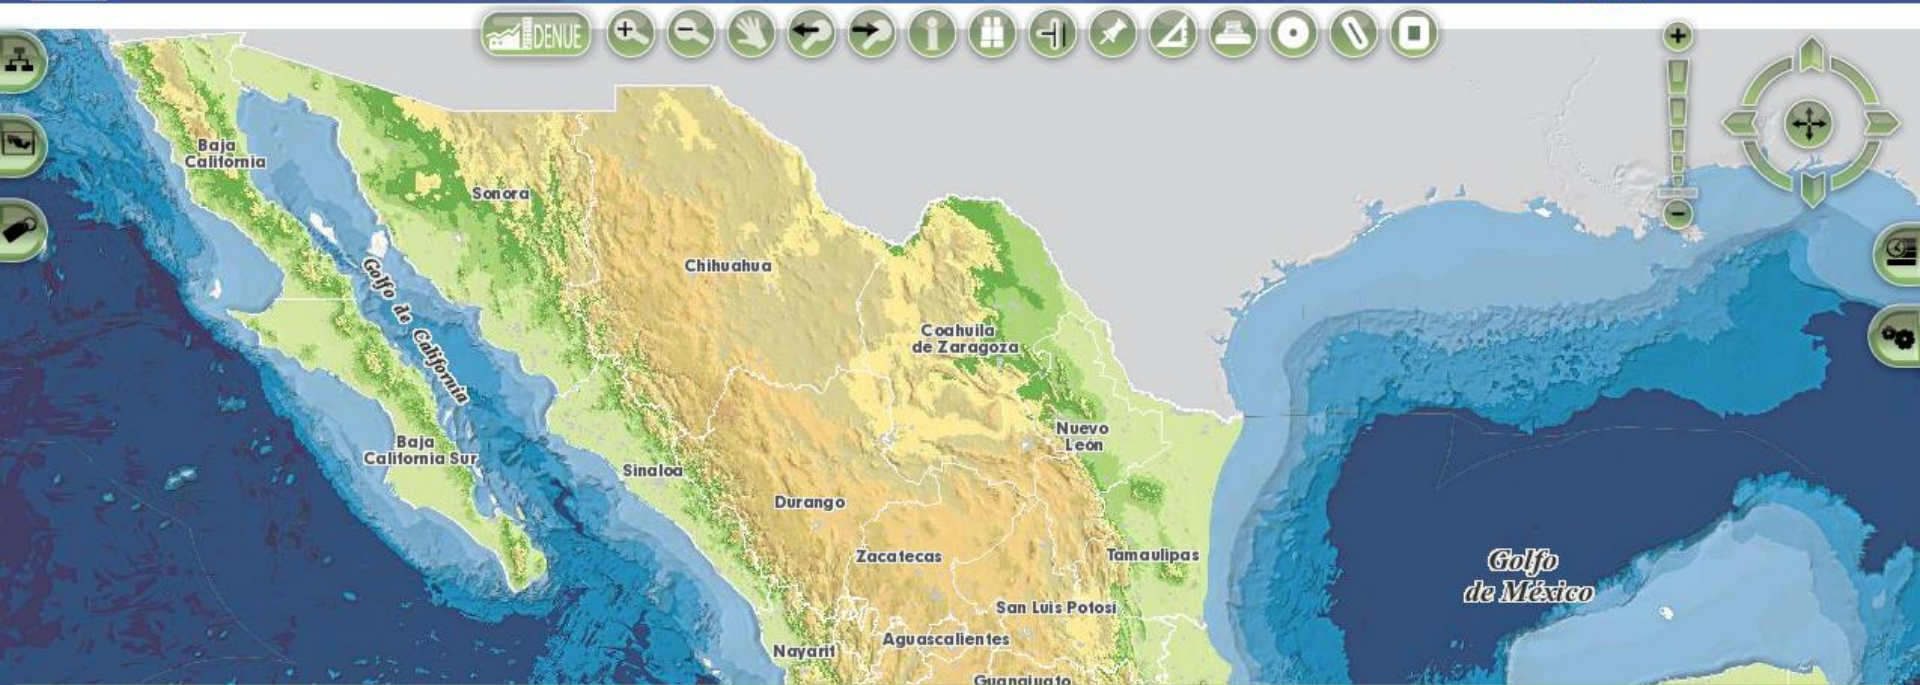 DENUE
Baja
California
Sonora
Chihuahua
Golfo de California
Coahuila
de Zaragoza
Nuevo
León
Baja
California Sur
Sinaloa
Durango
Zacatecas
Tamaulipas
Golfo
de México
San Luis Potosí
Aguascalientes
Nayarit
Guanajuato